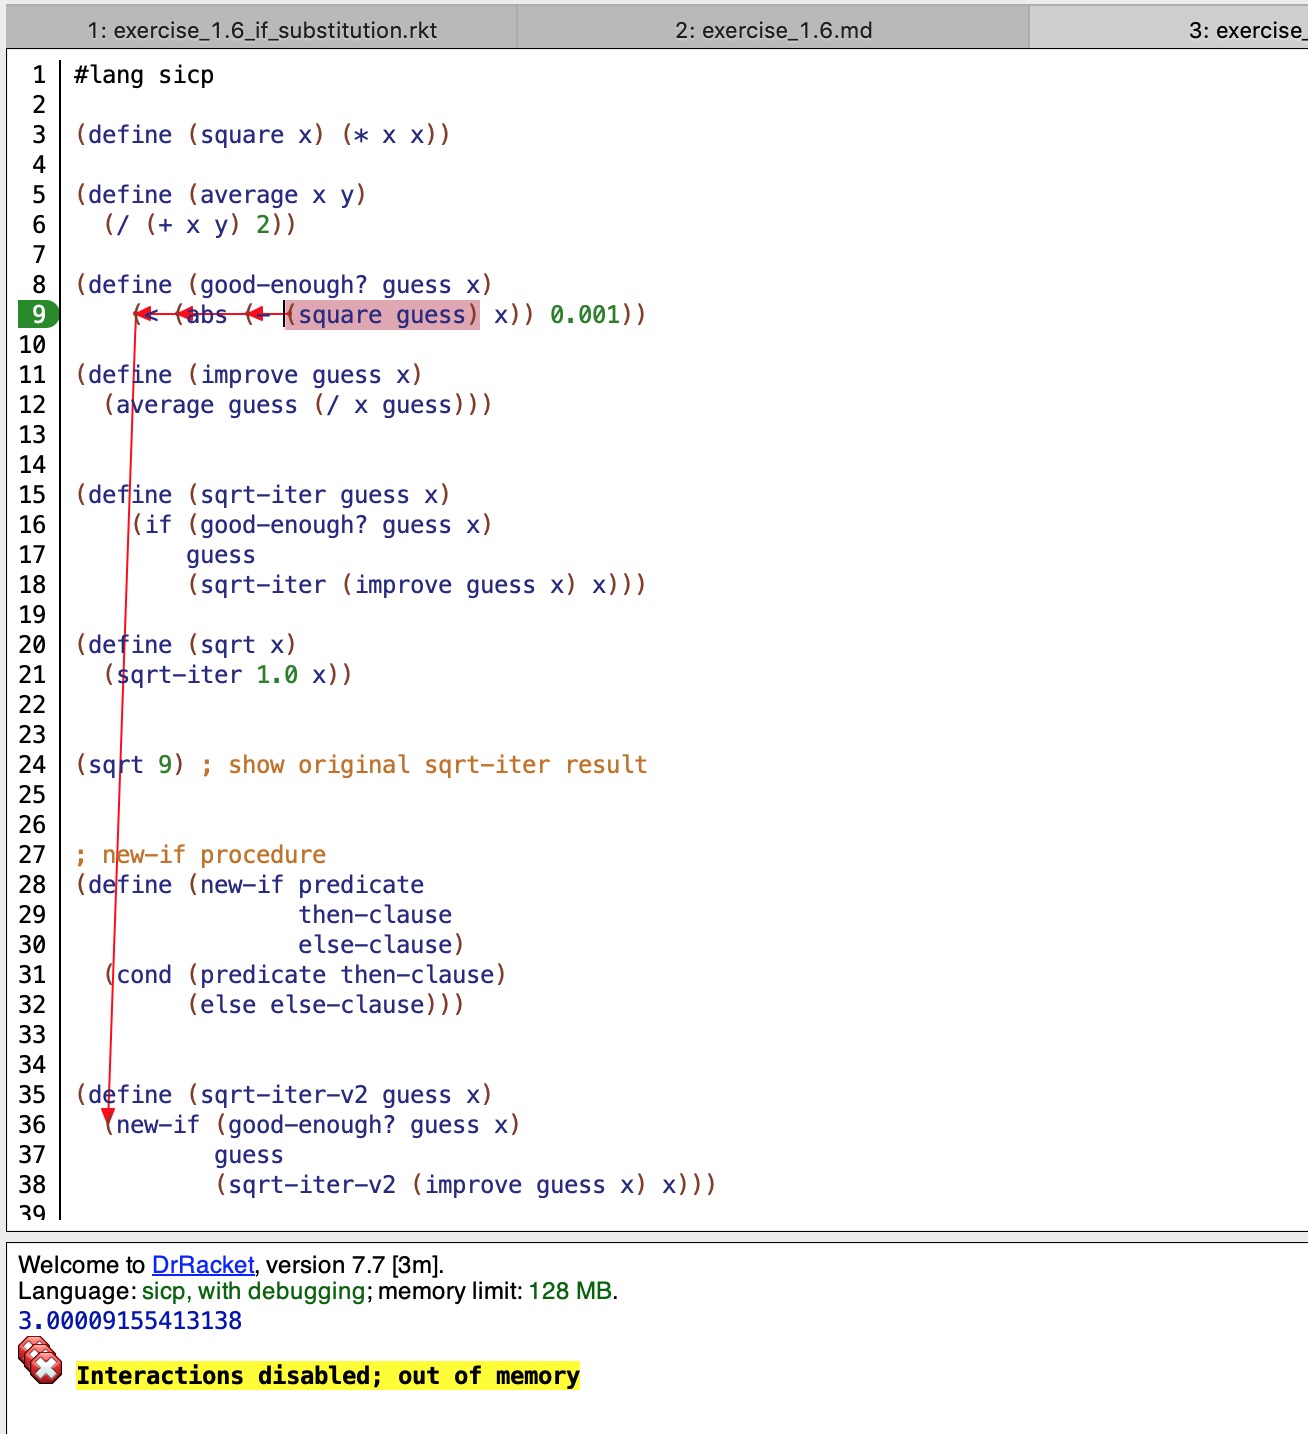 1: exercise_1.6_if_substitution.rkt 2: exercise_1.6.md 3: exercise_
1 #lang sicp
2
3 (define (square x) (* x x))
4
5 (define (average x y)
6 (/ (+ x y) 2))
7
8 (define (good-enough? guess x)
9 (< (abs (- (square guess) x)) 0.001))
10
11 (define (improve guess x)
12 (average guess (/ x guess)))
13
14
15 (define (sqrt-iter guess x)
16 (if (good-enough? guess x)
17 guess
18 (sqrt-iter (improve guess x) x)))
19
20 (define (sqrt x)
21 (sqrt-iter 1.0 x))
22
23
24 (sqrt 9) ; show original sqrt-iter result
25
26
27 ; new-if procedure
28 (define (new-if predicate
29 then-clause
30 else-clause)
31 (cond (predicate then-clause)
32 (else else-clause)))
33
34
35 (define (sqrt-iter-v2 guess x)
36 (new-if (good-enough? guess x)
37 guess
38 (sqrt-iter-v2 (improve guess x) x)))
39
Welcome to DrRacket, version 7.7 [3m].
Language: sicp, with debugging; memory limit: 128 MB.
3.00009155413138
Interactions disabled; out of memory